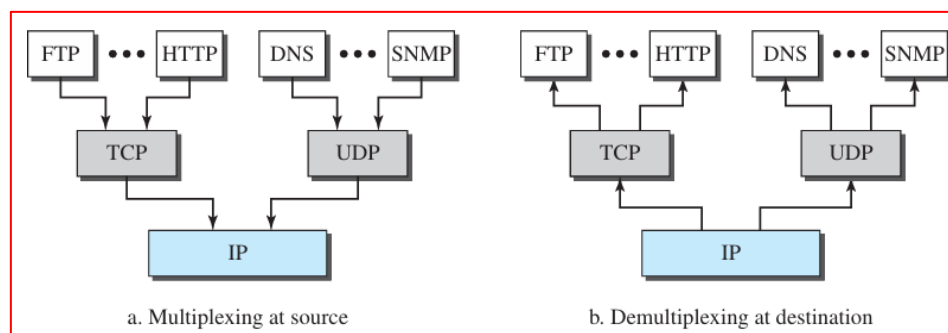 FTP ••• HTTP DNS ••• SNMP FTP ••• HTTP DNS ••• SNMP
TCP UDP TCP UDP
IP IP
a. Multiplexing at source b. Demultiplexing at destination